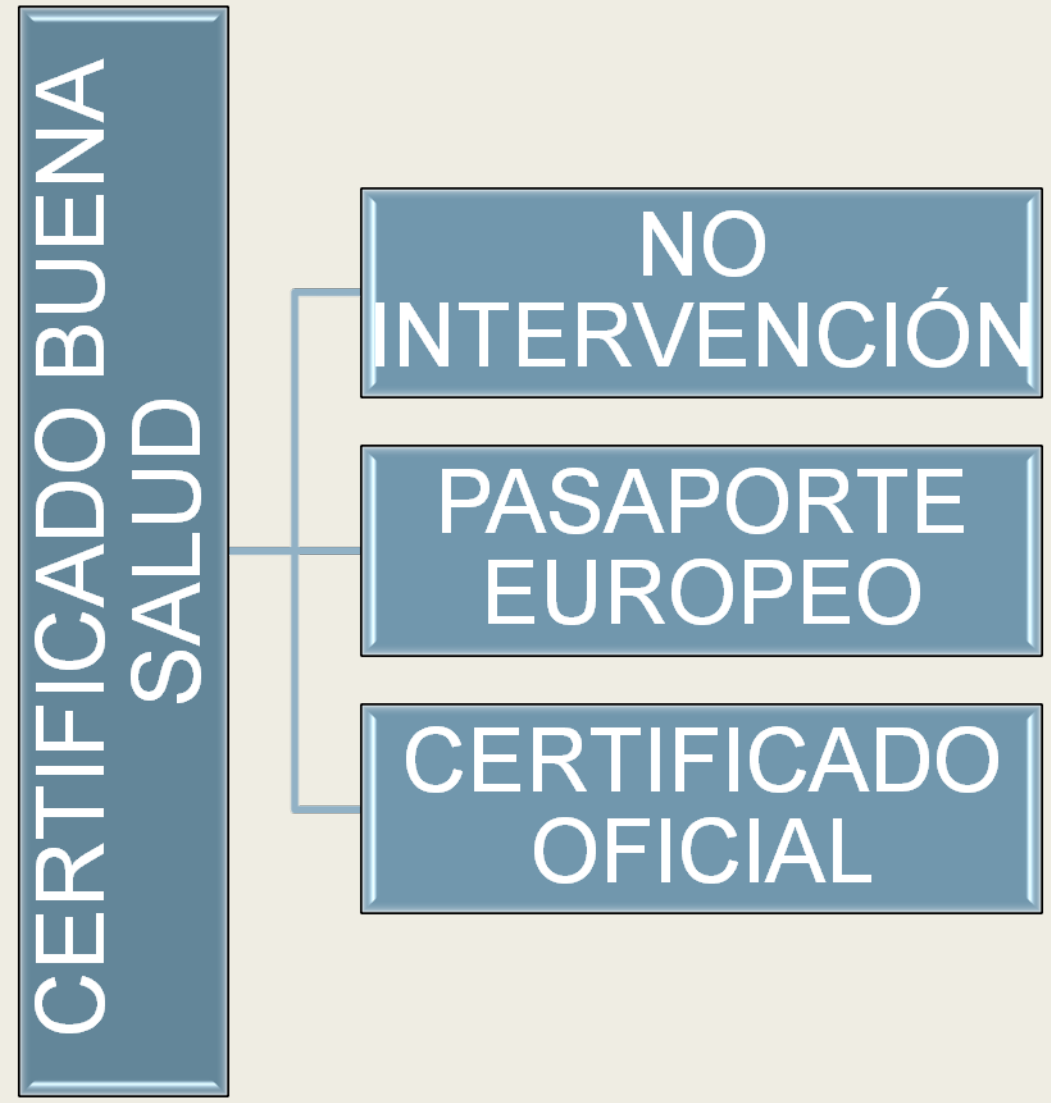 CERTIFICADO BUENA
SALUD
NO
INTERVENCIÓN
PASAPORTE
EUROPEO
CERTIFICADO
OFICIAL